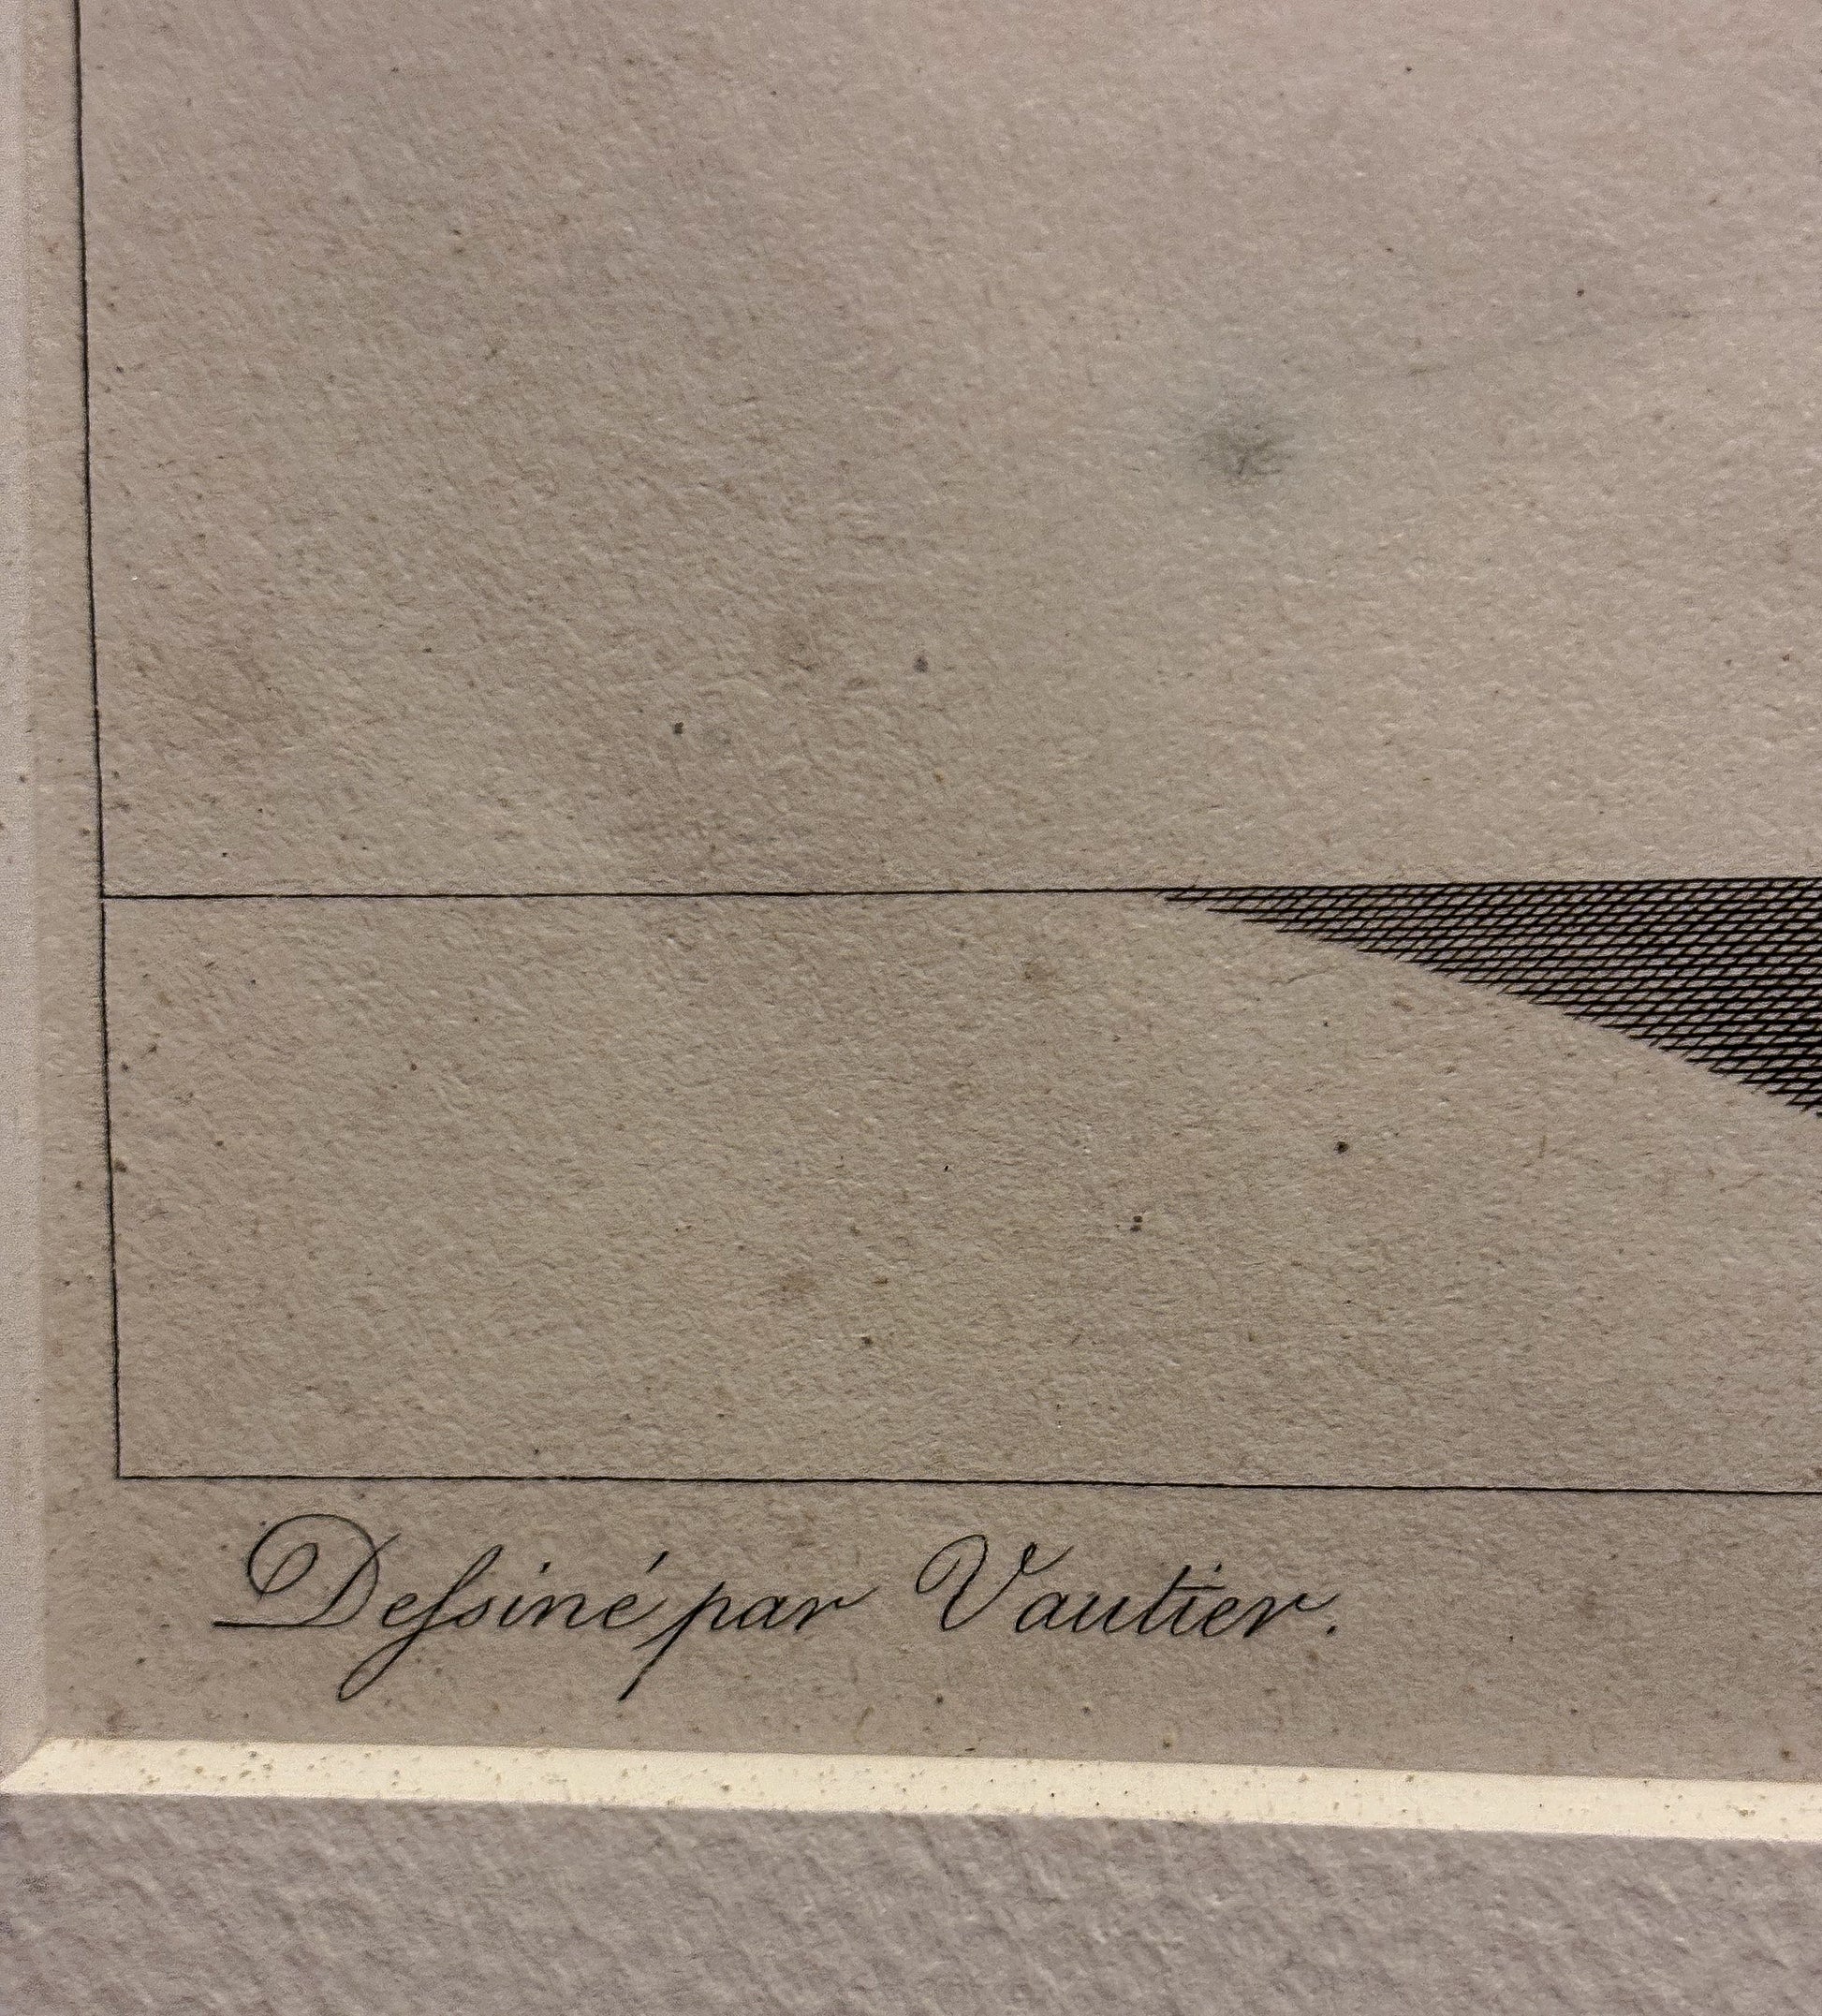 Deſsiné par Vautier.